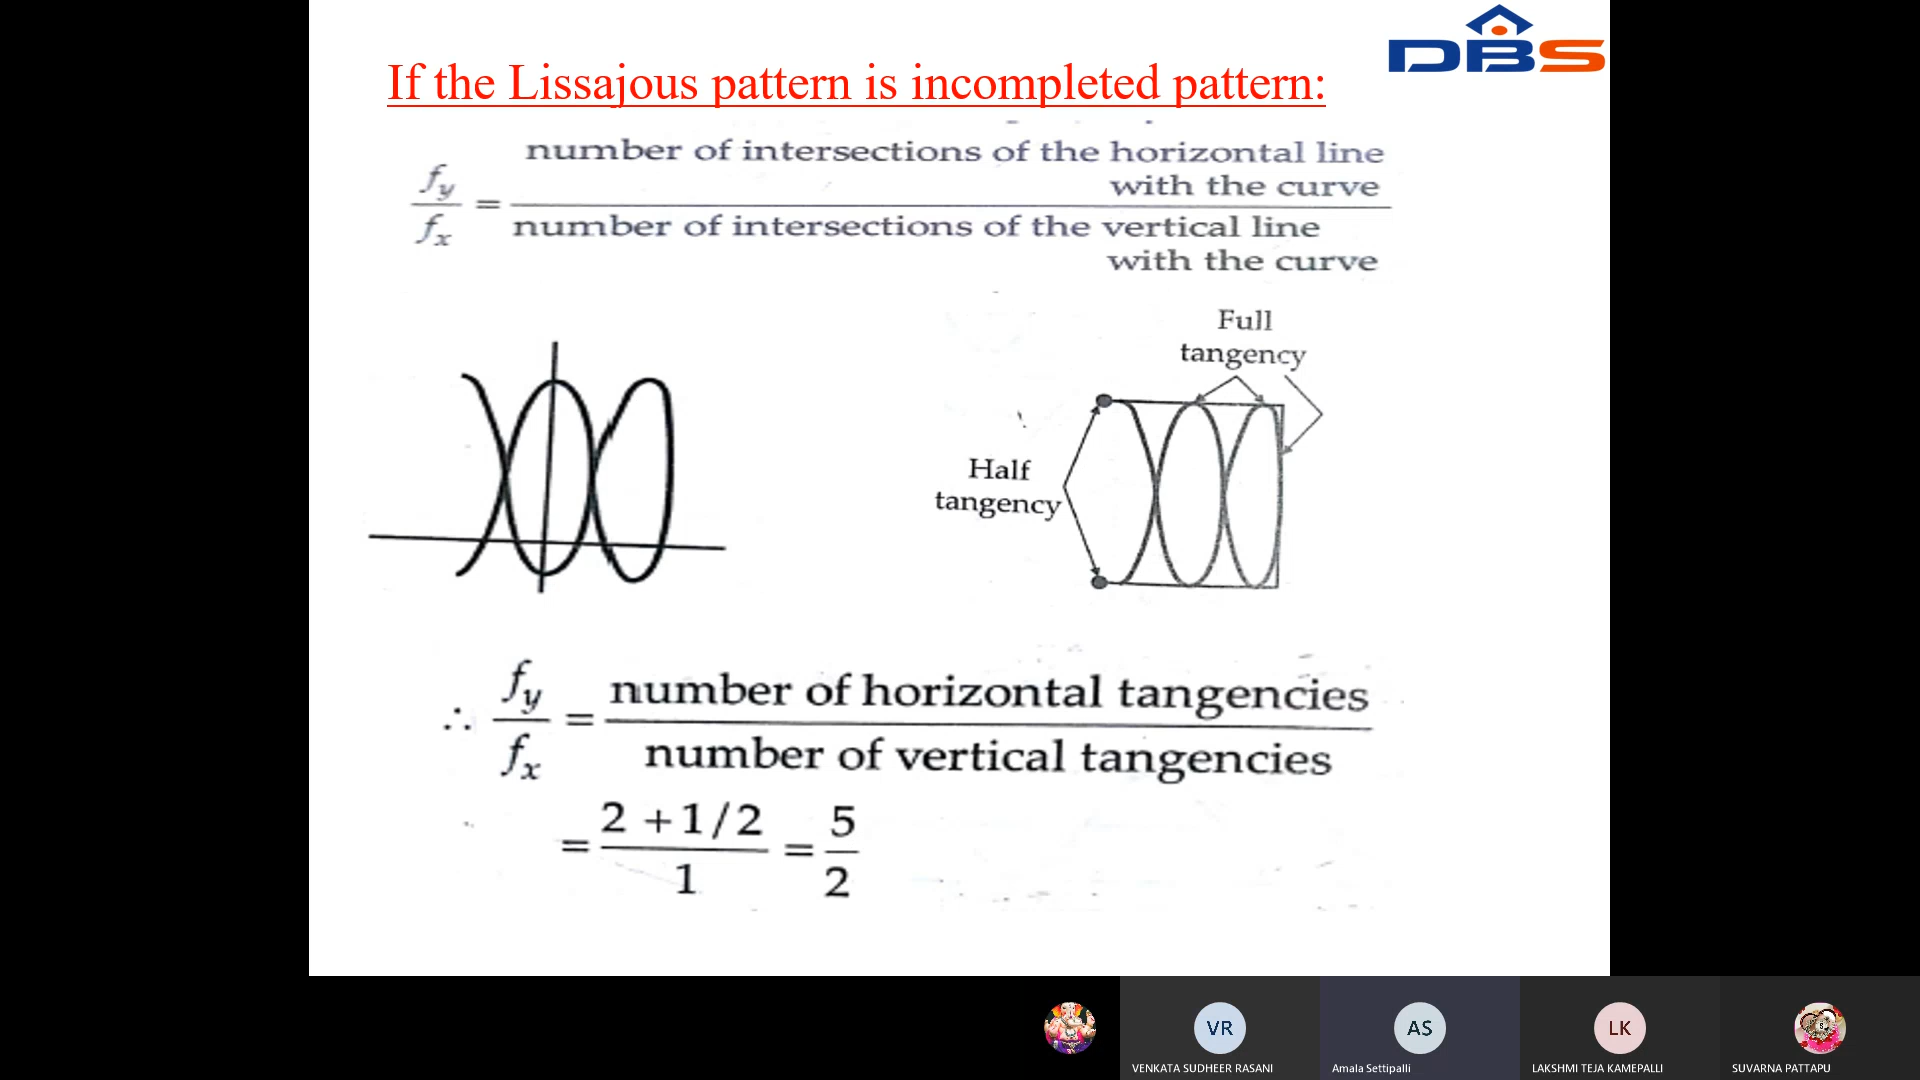 DBS
If the Lissajous pattern is incompleted pattern:
number of intersections of the horizontal line
with the curve
fy
=
fx
number of intersections of the vertical line
with the curve
Full
tangency
Half
tangency
∴ fy/fx = number of horizontal tangencies
number of vertical tangencies
= 2 + 1/2 / 1 = 5/2
VR
AS
LK
VENKATA SUDHEER RASANI
Amala Settipalli
LAKSHMI TEJA KAMEPALLI
SUVARNA PATTAPU